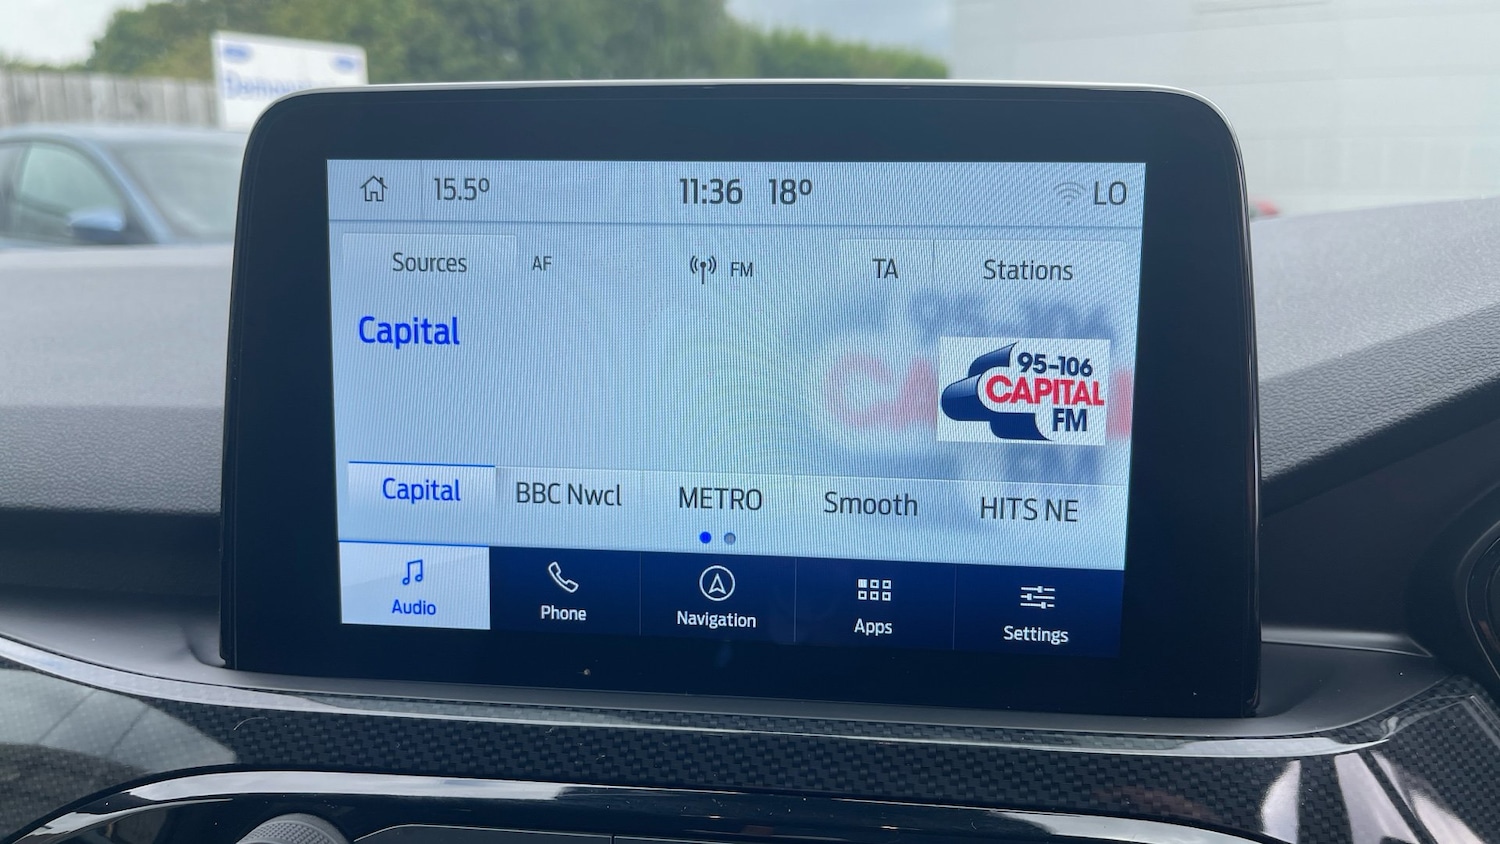 15.5º 11:36 18º LO
Sources AF FM TA Stations
Capital
95-106
CAPITAL
FM
Capital BBC Nwcl METRO Smooth HITS NE
Audio Phone Navigation Apps Settings